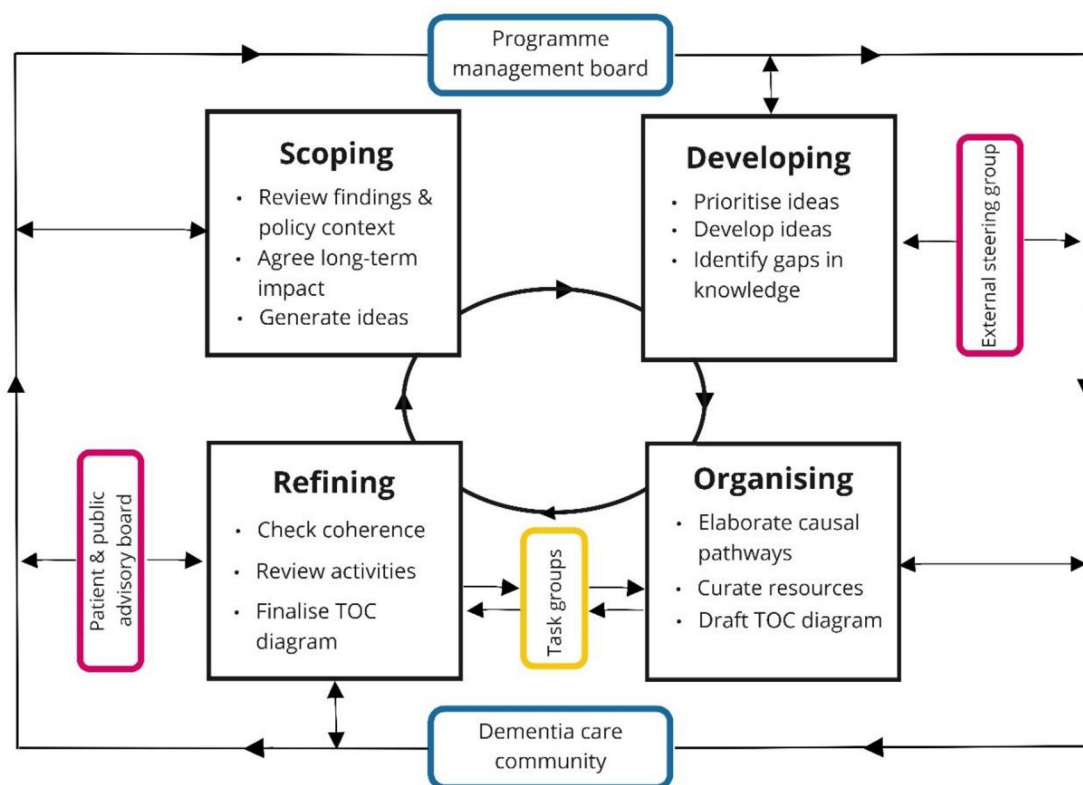 Programme
management board
Scoping
• Review findings &
policy context
• Agree long-term
impact
• Generate ideas
Developing
• Prioritise ideas
• Develop ideas
• Identify gaps in
knowledge
External steering group
Patient & public
advisory board
Refining
• Check coherence
• Review activities
• Finalise TOC
diagram
Task groups
Organising
• Elaborate causal
pathways
• Curate resources
• Draft TOC diagram
Dementia care
community